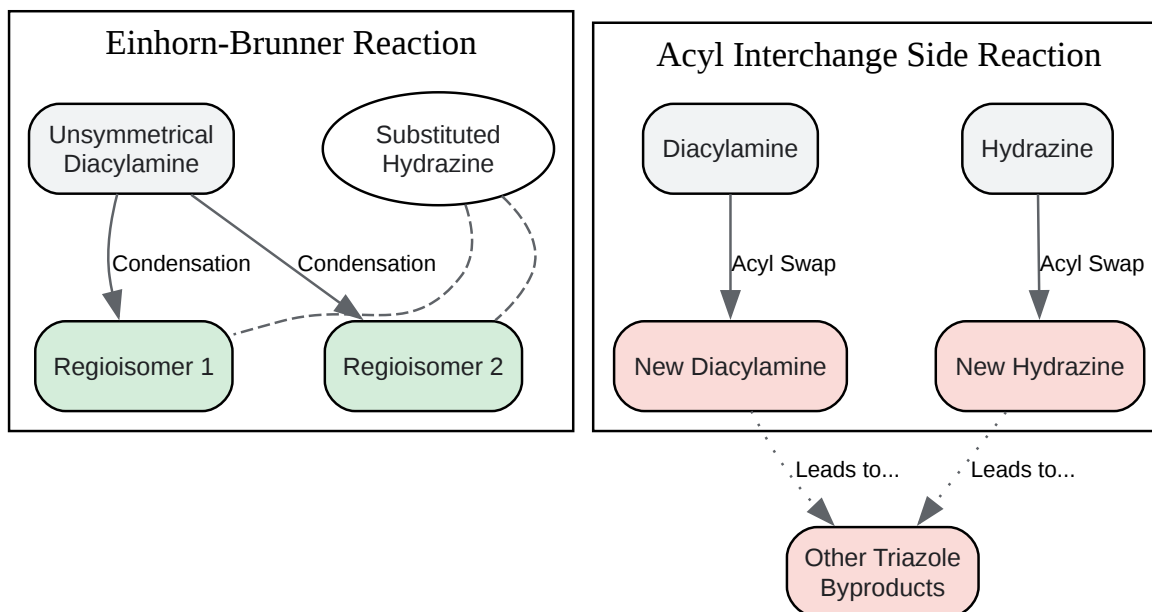 Einhorn-Brunner Reaction
Unsymmetrical
Diacylamine
Substituted
Hydrazine
Condensation
Condensation
Regioisomer 1
Regioisomer 2
Acyl Interchange Side Reaction
Diacylamine
Hydrazine
Acyl Swap
Acyl Swap
New Diacylamine
New Hydrazine
Leads to...
Leads to...
Other Triazole
Byproducts